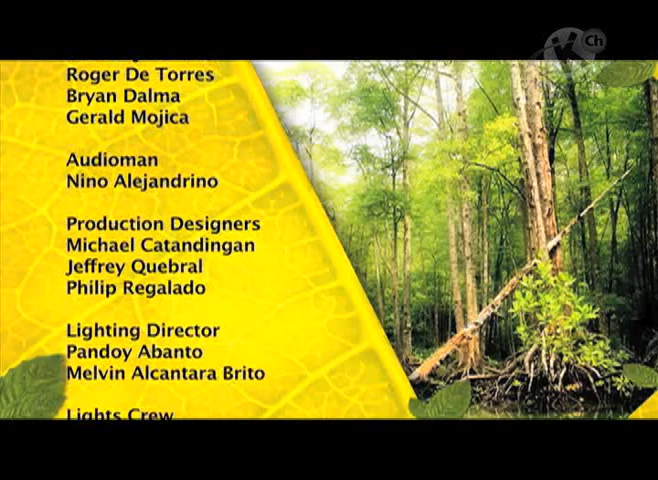 K Ch
Roger De Torres
Bryan Dalma
Gerald Mojica
Audioman
Nino Alejandrino
Production Designers
Michael Catandingan
Jeffrey Quebral
Philip Regalado
Lighting Director
Pandoy Abanto
Melvin Alcantara Brito
Lights Crew